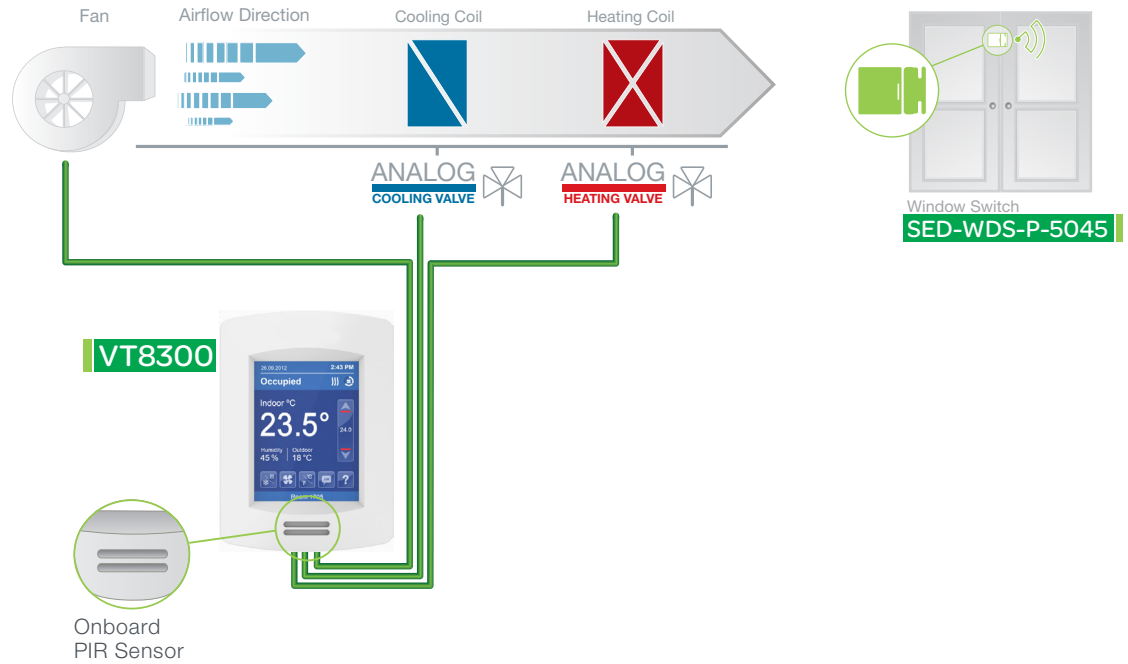 Fan
Airflow Direction
Cooling Coil
Heating Coil
ANALOG
COOLING VALVE
ANALOG
HEATING VALVE
Window Switch
SED-WDS-P-5045
VT8300
26.09.2012
2:43 PM
Occupied
Indoor °C
23.5°
24.0
Humidity
Outdoor
45 %
18 °C
?
Onboard
PIR Sensor